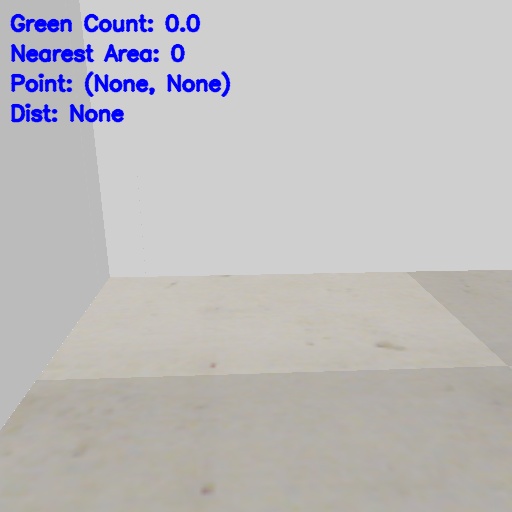 Green Count: 0.0
Nearest Area: 0
Point: (None, None)
Dist: None